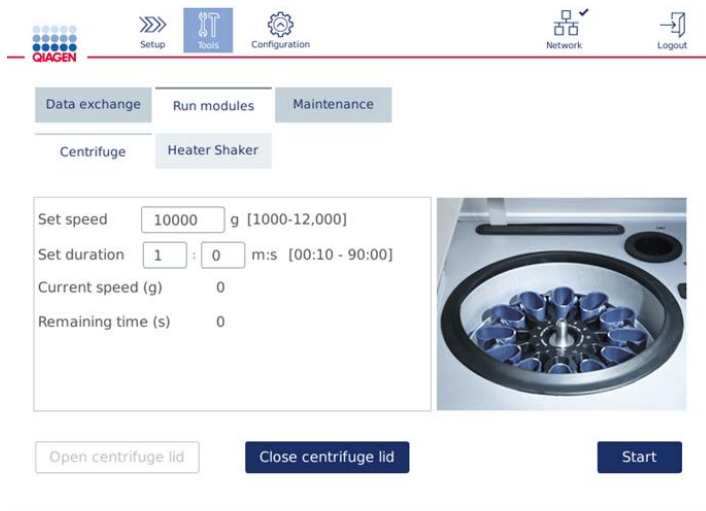 QIAGEN
Setup
Tools
Configuration
Network
Logout
Data exchange
Run modules
Maintenance
Centrifuge
Heater Shaker
Set speed 10000 g [1000-12,000]
Set duration 1 : 0 m:s [00:10 - 90:00]
Current speed (g) 0
Remaining time (s) 0
Open centrifuge lid
Close centrifuge lid
Start